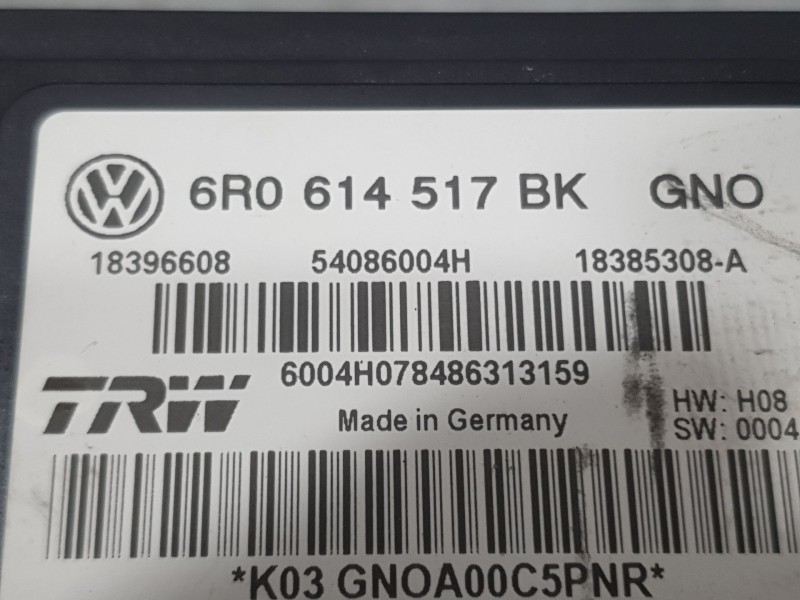 VW 6R0 614 517 BK GNO
18396608 54086004H 18385308-A
6004H078486313159
TRW Made in Germany HW: H08
SW: 0004
*K03 GNOA00C5PNR*